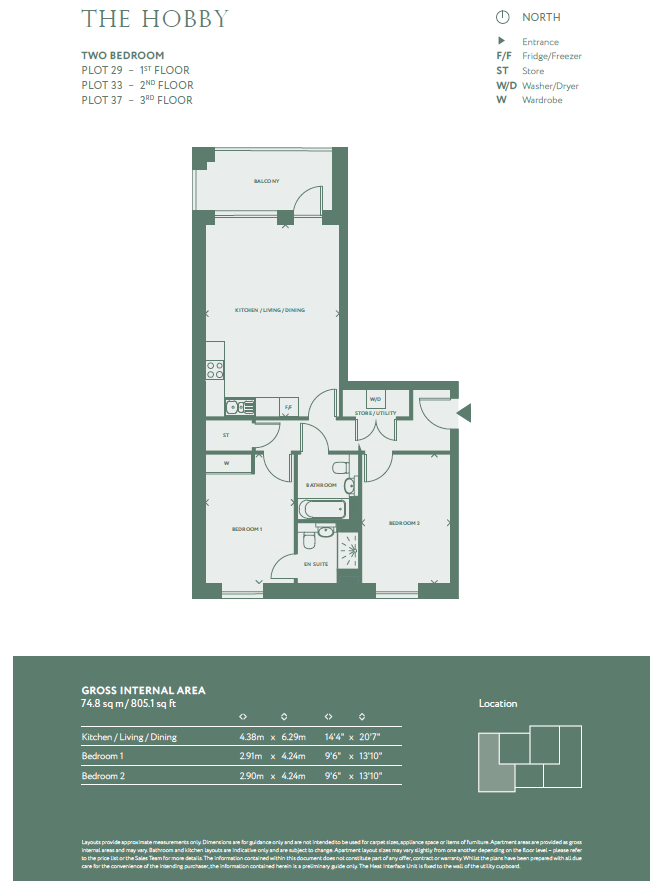 THE HOBBY
TWO BEDROOM
PLOT 29 – 1ST FLOOR
PLOT 33 – 2ND FLOOR
PLOT 37 – 3RD FLOOR
NORTH
Entrance
F/F Fridge/Freezer
ST Store
W/D Washer/Dryer
W Wardrobe
BALCONY
KITCHEN / LIVING / DINING
F/F
W/D
STORE / UTILITY
ST
W
BATHROOM
BEDROOM 1
BEDROOM 2
EN SUITE
GROSS INTERNAL AREA
74.8 sq m / 805.1 sq ft
Location
Kitchen / Living / Dining 4.38m x 6.29m 14'4" x 20'7"
Bedroom 1 2.91m x 4.24m 9'6" x 13'10"
Bedroom 2 2.90m x 4.24m 9'6" x 13'10"
Layouts provide approximate measurements only. Dimensions are for guidance only and are not intended to be used for carpet sizes, appliance space or items of furniture. Apartment areas are provided as gross
internal areas and may vary. Bathroom and kitchen layouts are indicative only and are subject to change. Apartment layout sizes may vary slightly from one another depending on the floor level – please refer
to the price list or the Sales Team for more details. The information contained within this document does not constitute part of any offer, contract or warranty. Whilst the plans have been prepared with all due
care for the convenience of the intending purchaser, the information contained herein is a preliminary guide only. The Heat Interface Unit is fixed to the wall of the utility cupboard.